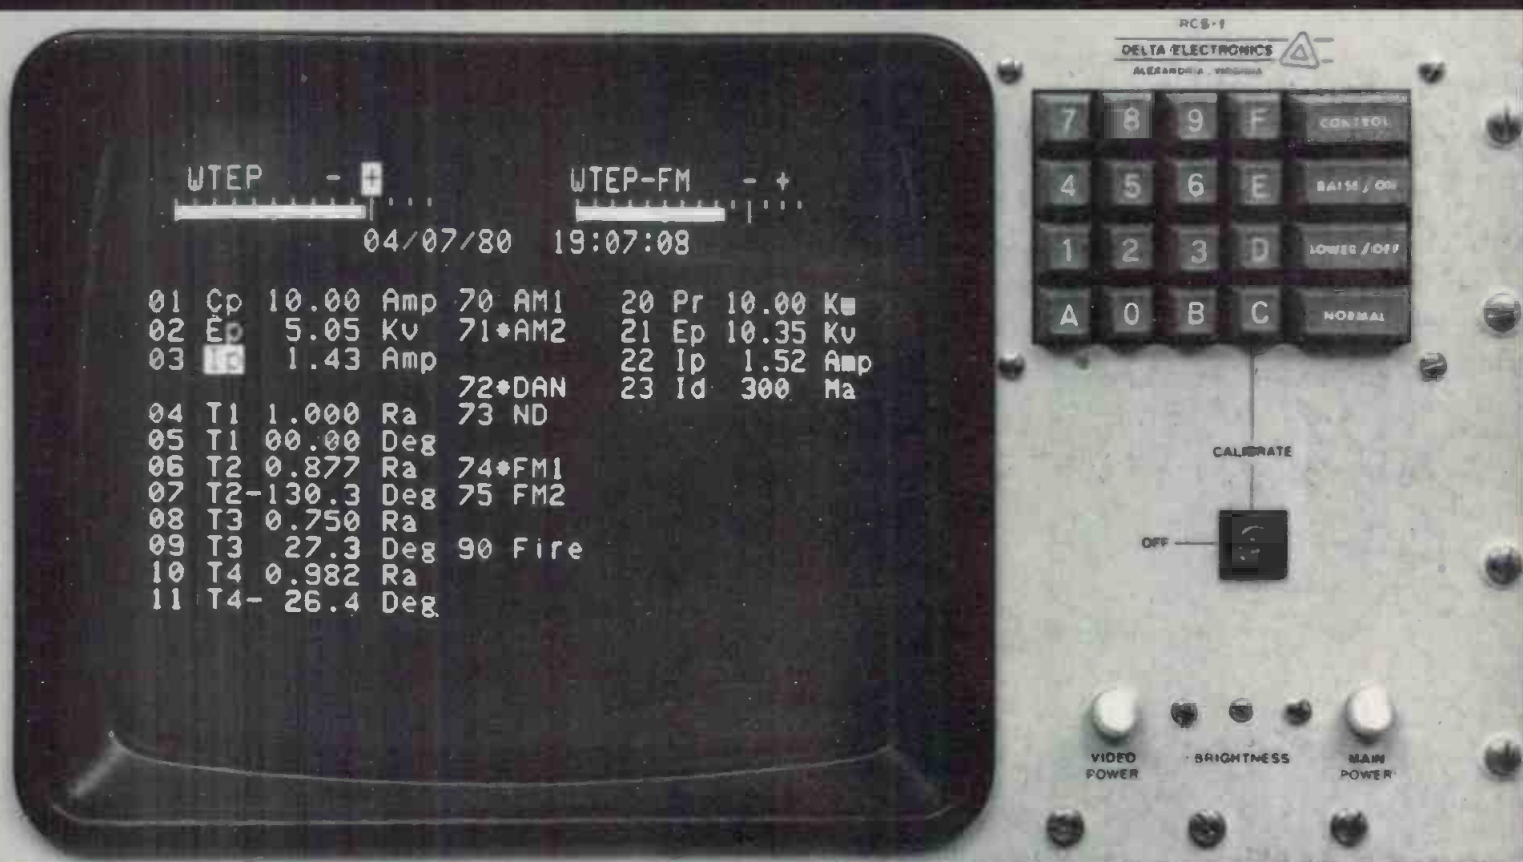 WTEP - + WTEP-FM - +
04/07/80 19:07:08
01 Cp 10.00 Amp 70 AM1 20 Pr 10.00 Kw
02 Ep 5.05 Kv 71*AM2 21 Ep 10.35 Kv
03 Ip 1.43 Amp 22 Ip 1.52 Amp
72*DAN 23 Id 300 Ma
04 T1 1.000 Ra 73 ND
05 T1 00.00 Deg
06 T2 0.877 Ra 74*FM1
07 T2-130.3 Deg 75 FM2
08 T3 0.750 Ra
09 T3 27.3 Deg 90 Fire
10 T4 0.982 Ra
11 T4- 26.4 Deg
RCS-1
DELTA ELECTRONICS
ALEXANDRIA, VIRGINIA
7 8 9 F CONTROL
4 5 6 E RAISE/ON
1 2 3 D LOWER/OFF
A 0 B C NORMAL
CALIBRATE
OFF
VIDEO POWER
BRIGHTNESS
MAIN POWER